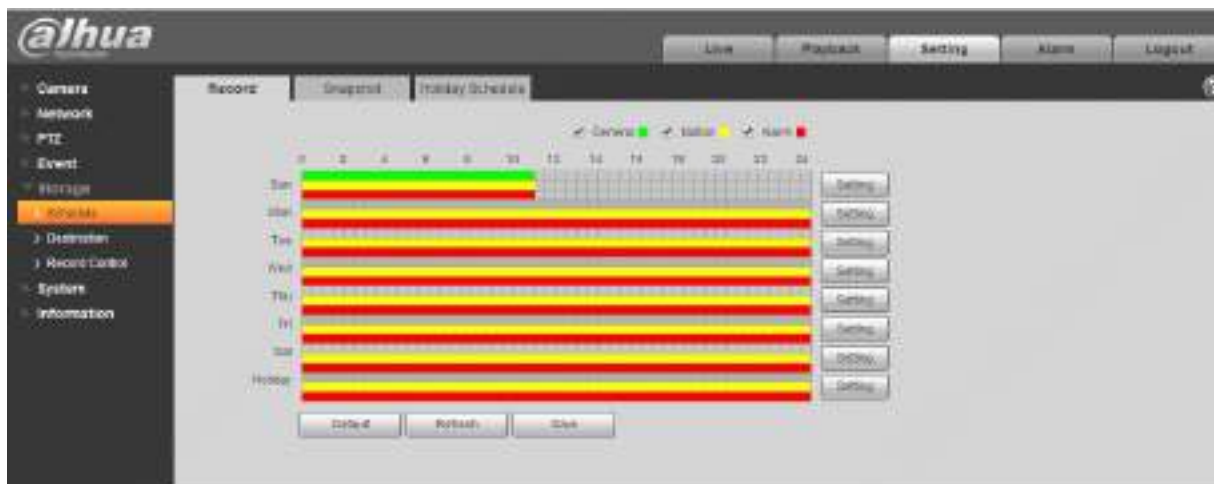 alhua
Live Playback Setting Alarm Logout
Camera
Network
PTZ
Event
Storage
Schedule
Destination
Record Control
System
Information
Record Snapshot Holiday Schedule
General Motion Alarm
0 2 4 6 8 10 12 14 16 18 20 22 24
Sun Setting
Mon Setting
Tue Setting
Wed Setting
Thu Setting
Fri Setting
Sat Setting
Holiday Setting
Default Refresh Save